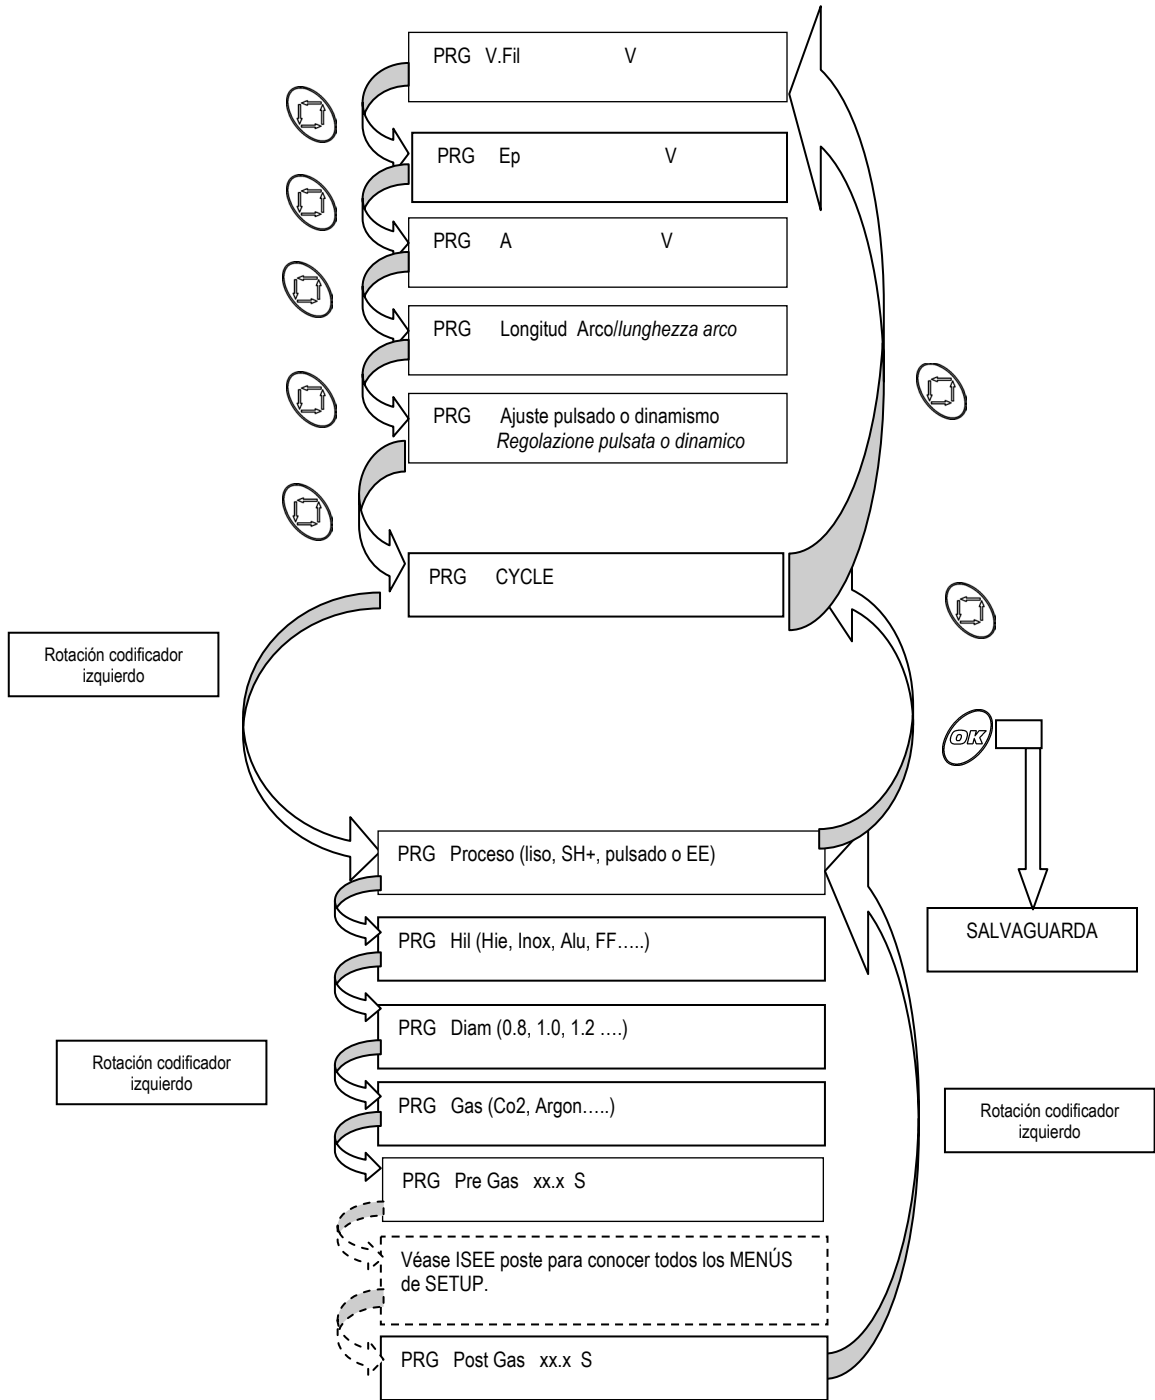 PRG V.Fil V
PRG Ep V
PRG A V
PRG Longitud Arco/lunghezza arco
PRG Ajuste pulsado o dinamismo
Regolazione pulsata o dinamico
PRG CYCLE
Rotación codificador
izquierdo
OK
PRG Proceso (liso, SH+, pulsado o EE)
SALVAGUARDA
PRG Hil (Hie, Inox, Alu, FF…..)
PRG Diam (0.8, 1.0, 1.2 ….)
Rotación codificador
izquierdo
PRG Gas (Co2, Argon…..)
Rotación codificador
izquierdo
PRG Pre Gas xx.x S
Véase ISEE poste para conocer todos los MENÚS
de SETUP.
PRG Post Gas xx.x S